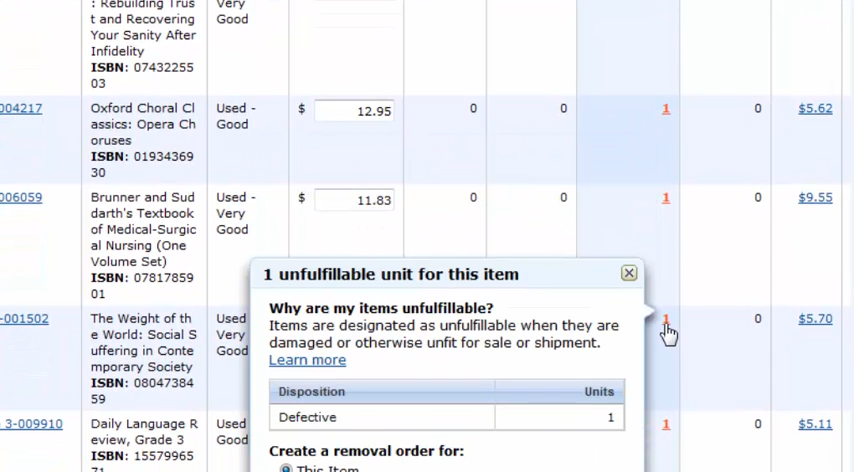 : Rebuilding Trus
t and Recovering
Your Sanity After
Infidelity
ISBN: 07432255
03
Very
Good
004217
Oxford Choral Cl
assics: Opera Ch
oruses
ISBN: 01934369
30
Used -
Good
$ 12.95
0
0
1
0
$5.62
006059
Brunner and Sud
darth's Textbook
of Medical-Surgic
al Nursing (One
Volume Set)
ISBN: 07817859
01
Used -
Very
Good
$ 11.83
0
0
1
0
$9.55
-001502
The Weight of th
e World: Social S
uffering in Conte
mporary Society
ISBN: 08047384
59
Used
Very
Good
1
0
$5.70
3-009910
Daily Language R
eview, Grade 3
ISBN: 15579965
71
Used
Good
1
0
$5.11
1 unfulfillable unit for this item
Why are my items unfulfillable?
Items are designated as unfulfillable when they are
damaged or otherwise unfit for sale or shipment.
Learn more
Disposition Units
Defective 1
Create a removal order for:
This Item